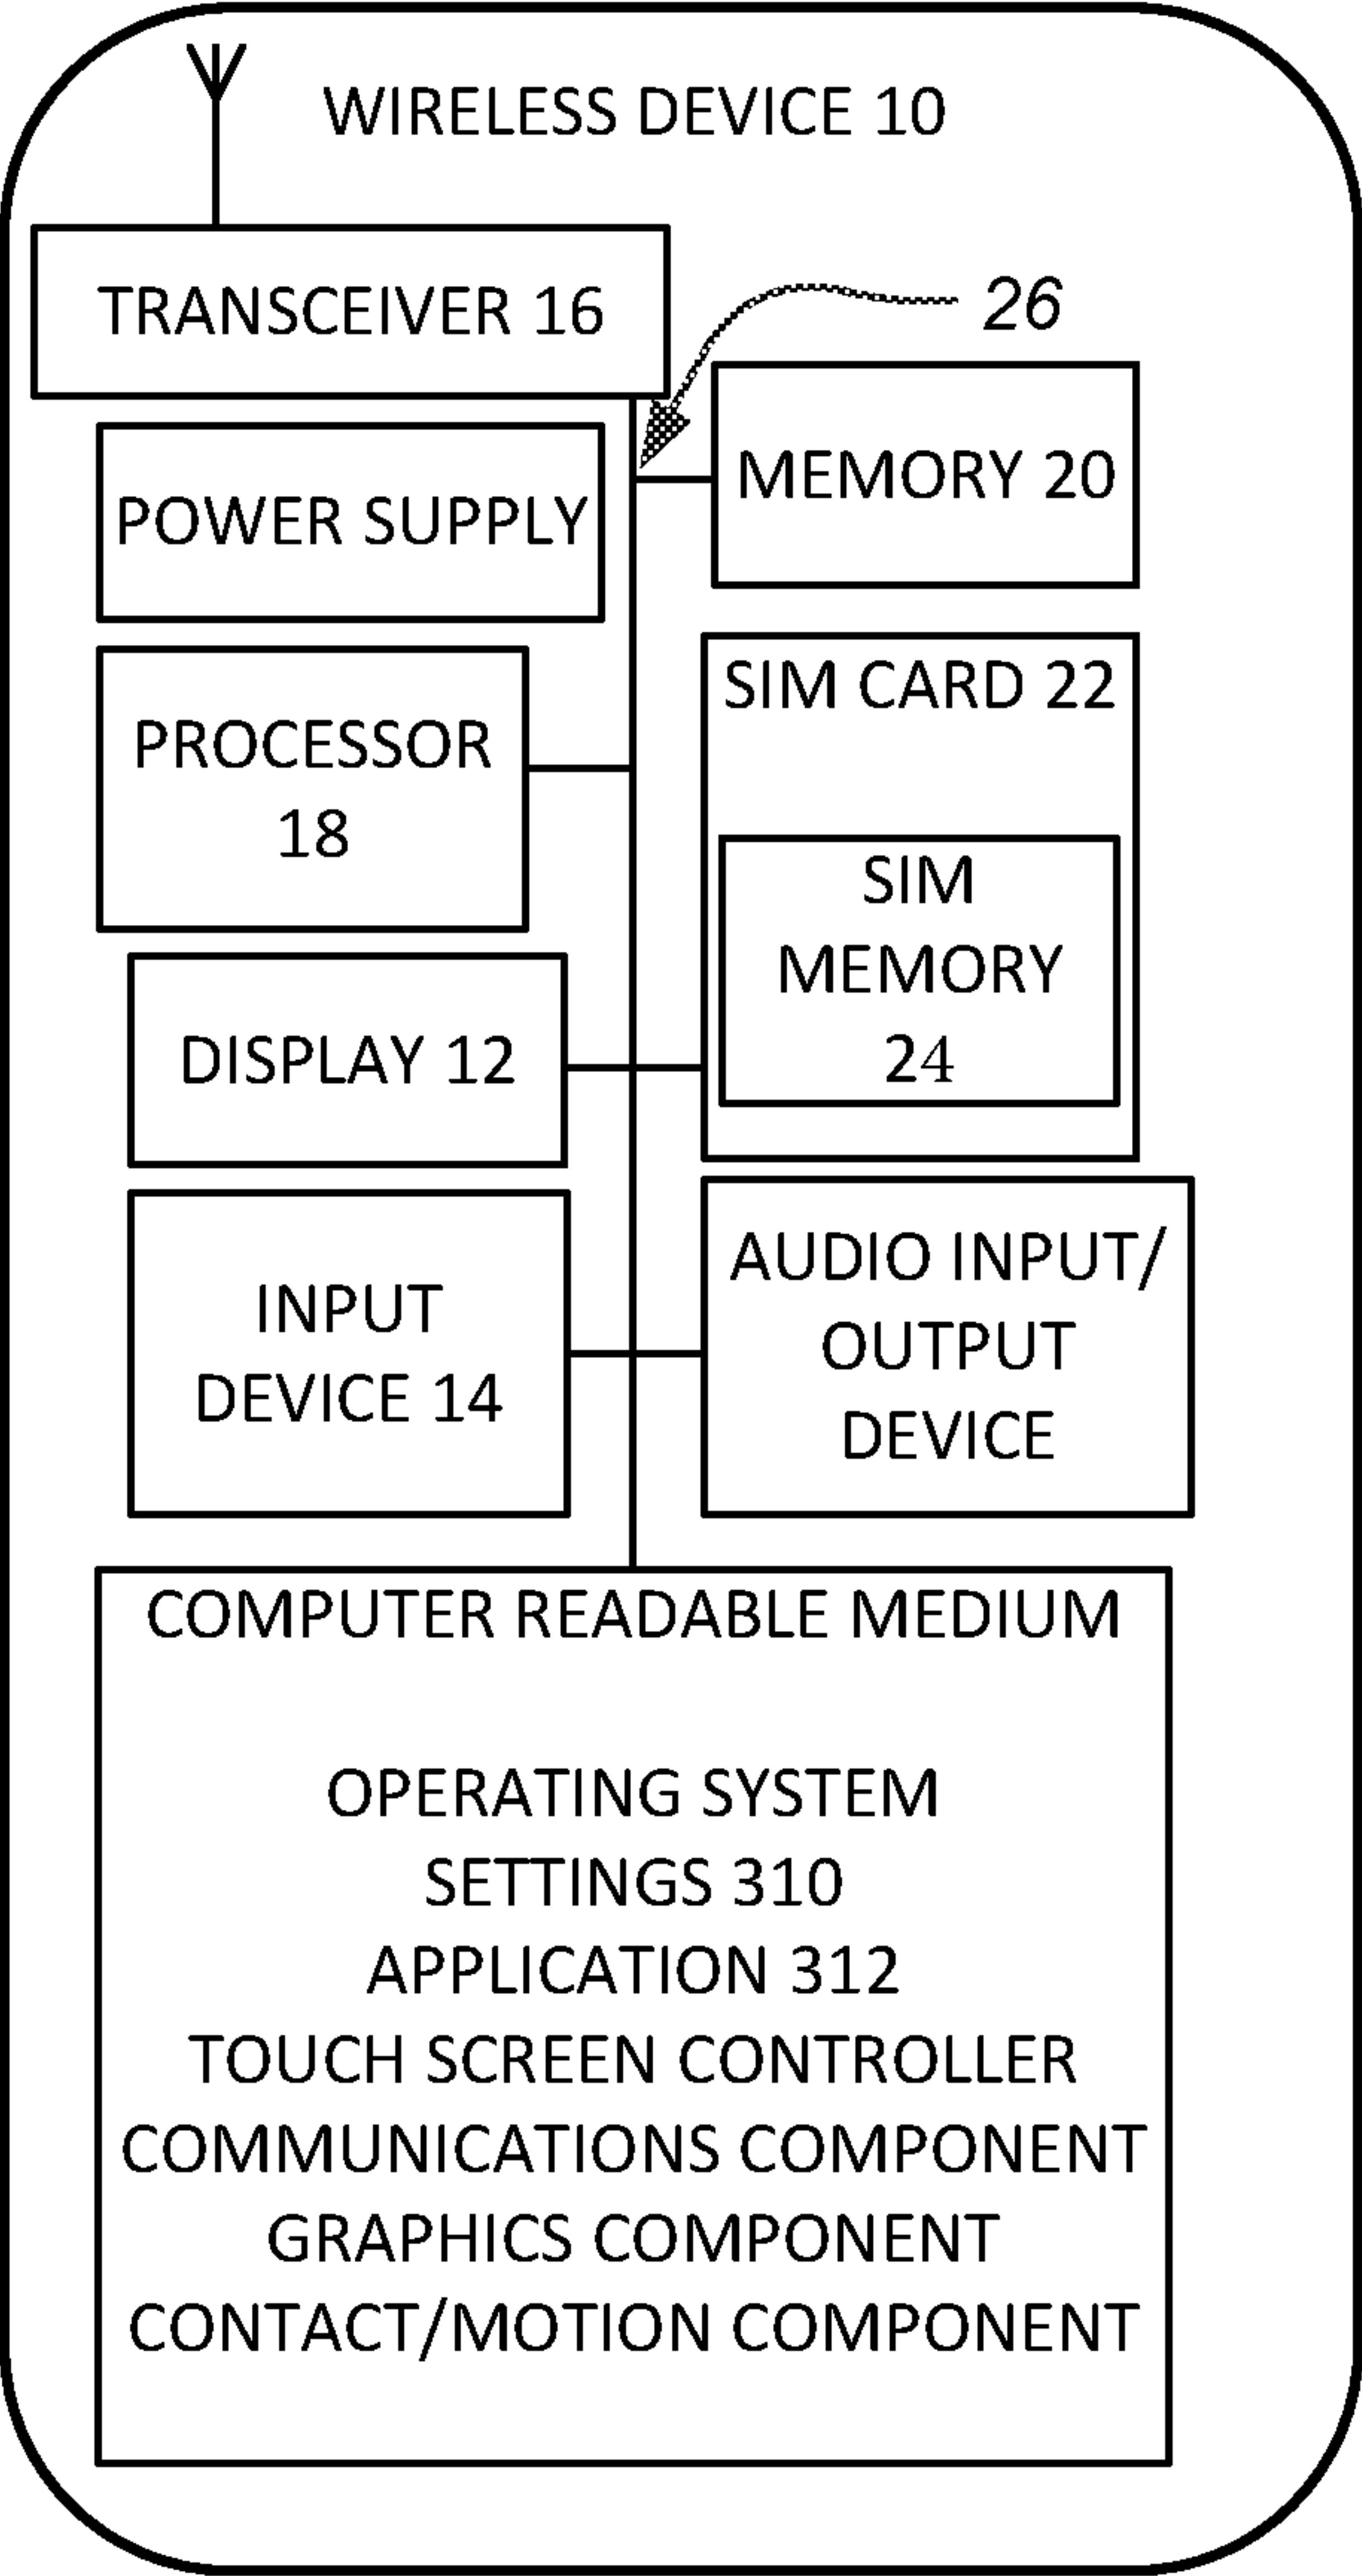 WIRELESS DEVICE 10
TRANSCEIVER 16
26
MEMORY 20
POWER SUPPLY
SIM CARD 22
PROCESSOR
18
SIM
MEMORY
24
DISPLAY 12
INPUT
DEVICE 14
AUDIO INPUT/
OUTPUT
DEVICE
COMPUTER READABLE MEDIUM
OPERATING SYSTEM
SETTINGS 310
APPLICATION 312
TOUCH SCREEN CONTROLLER
COMMUNICATIONS COMPONENT
GRAPHICS COMPONENT
CONTACT/MOTION COMPONENT